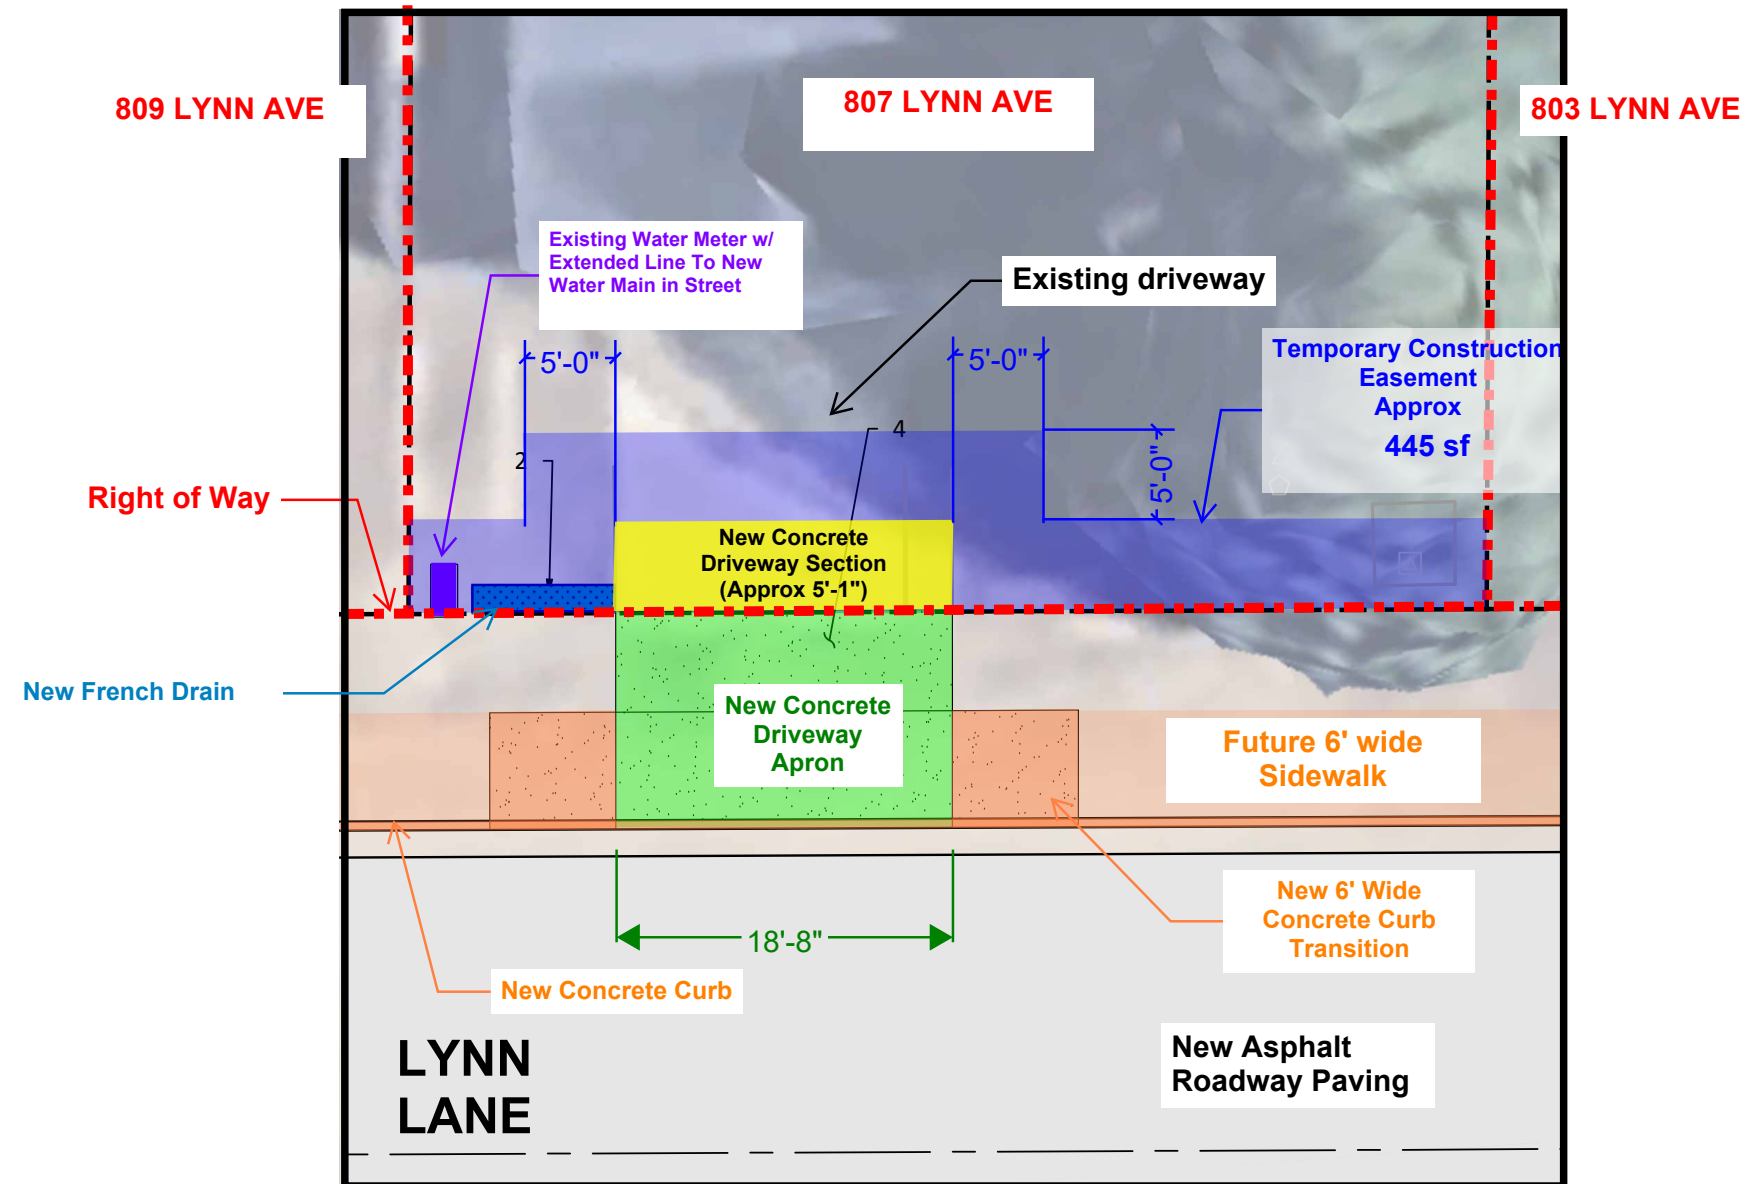 809 LYNN AVE
807 LYNN AVE
803 LYNN AVE
Existing Water Meter w/
Extended Line To New
Water Main in Street
Existing driveway
5'-0"
5'-0"
Temporary Construction
Easement
Approx
445 sf
4
2
5'-0"
Right of Way
New Concrete
Driveway Section
(Approx 5'-1")
New French Drain
New Concrete
Driveway
Apron
Future 6' wide
Sidewalk
New 6' Wide
Concrete Curb
Transition
18'-8"
New Concrete Curb
LYNN
LANE
New Asphalt
Roadway Paving